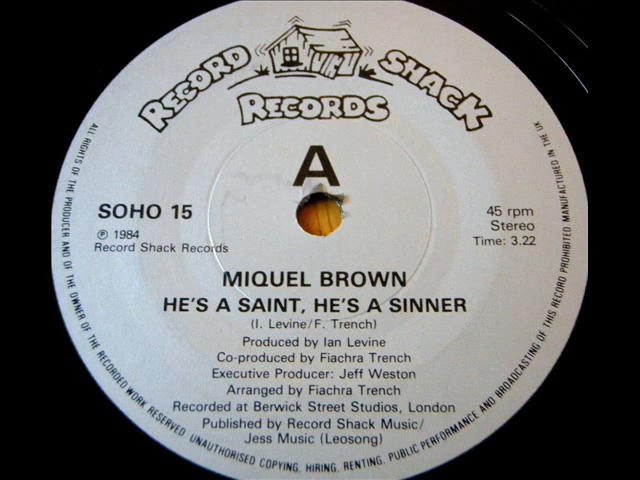 RECORD SHACK
RECORDS
A
SOHO 15
℗ 1984
Record Shack Records
45 rpm
Stereo
Time: 3.22
MIQUEL BROWN
HE'S A SAINT, HE'S A SINNER
(I. Levine/F. Trench)
Produced by Ian Levine
Co-produced by Fiachra Trench
Executive Producer: Jeff Weston
Arranged by Fiachra Trench
Recorded at Berwick Street Studios, London
Published by Record Shack Music/
Jess Music (Leosong)
ALL RIGHTS OF THE PRODUCER AND OF THE OWNER OF THE RECORDED WORK RESERVED UNAUTHORISED COPYING, HIRING, RENTING, PUBLIC PERFORMANCE AND BROADCASTING OF THIS RECORD PROHIBITED. MANUFACTURED IN THE UK